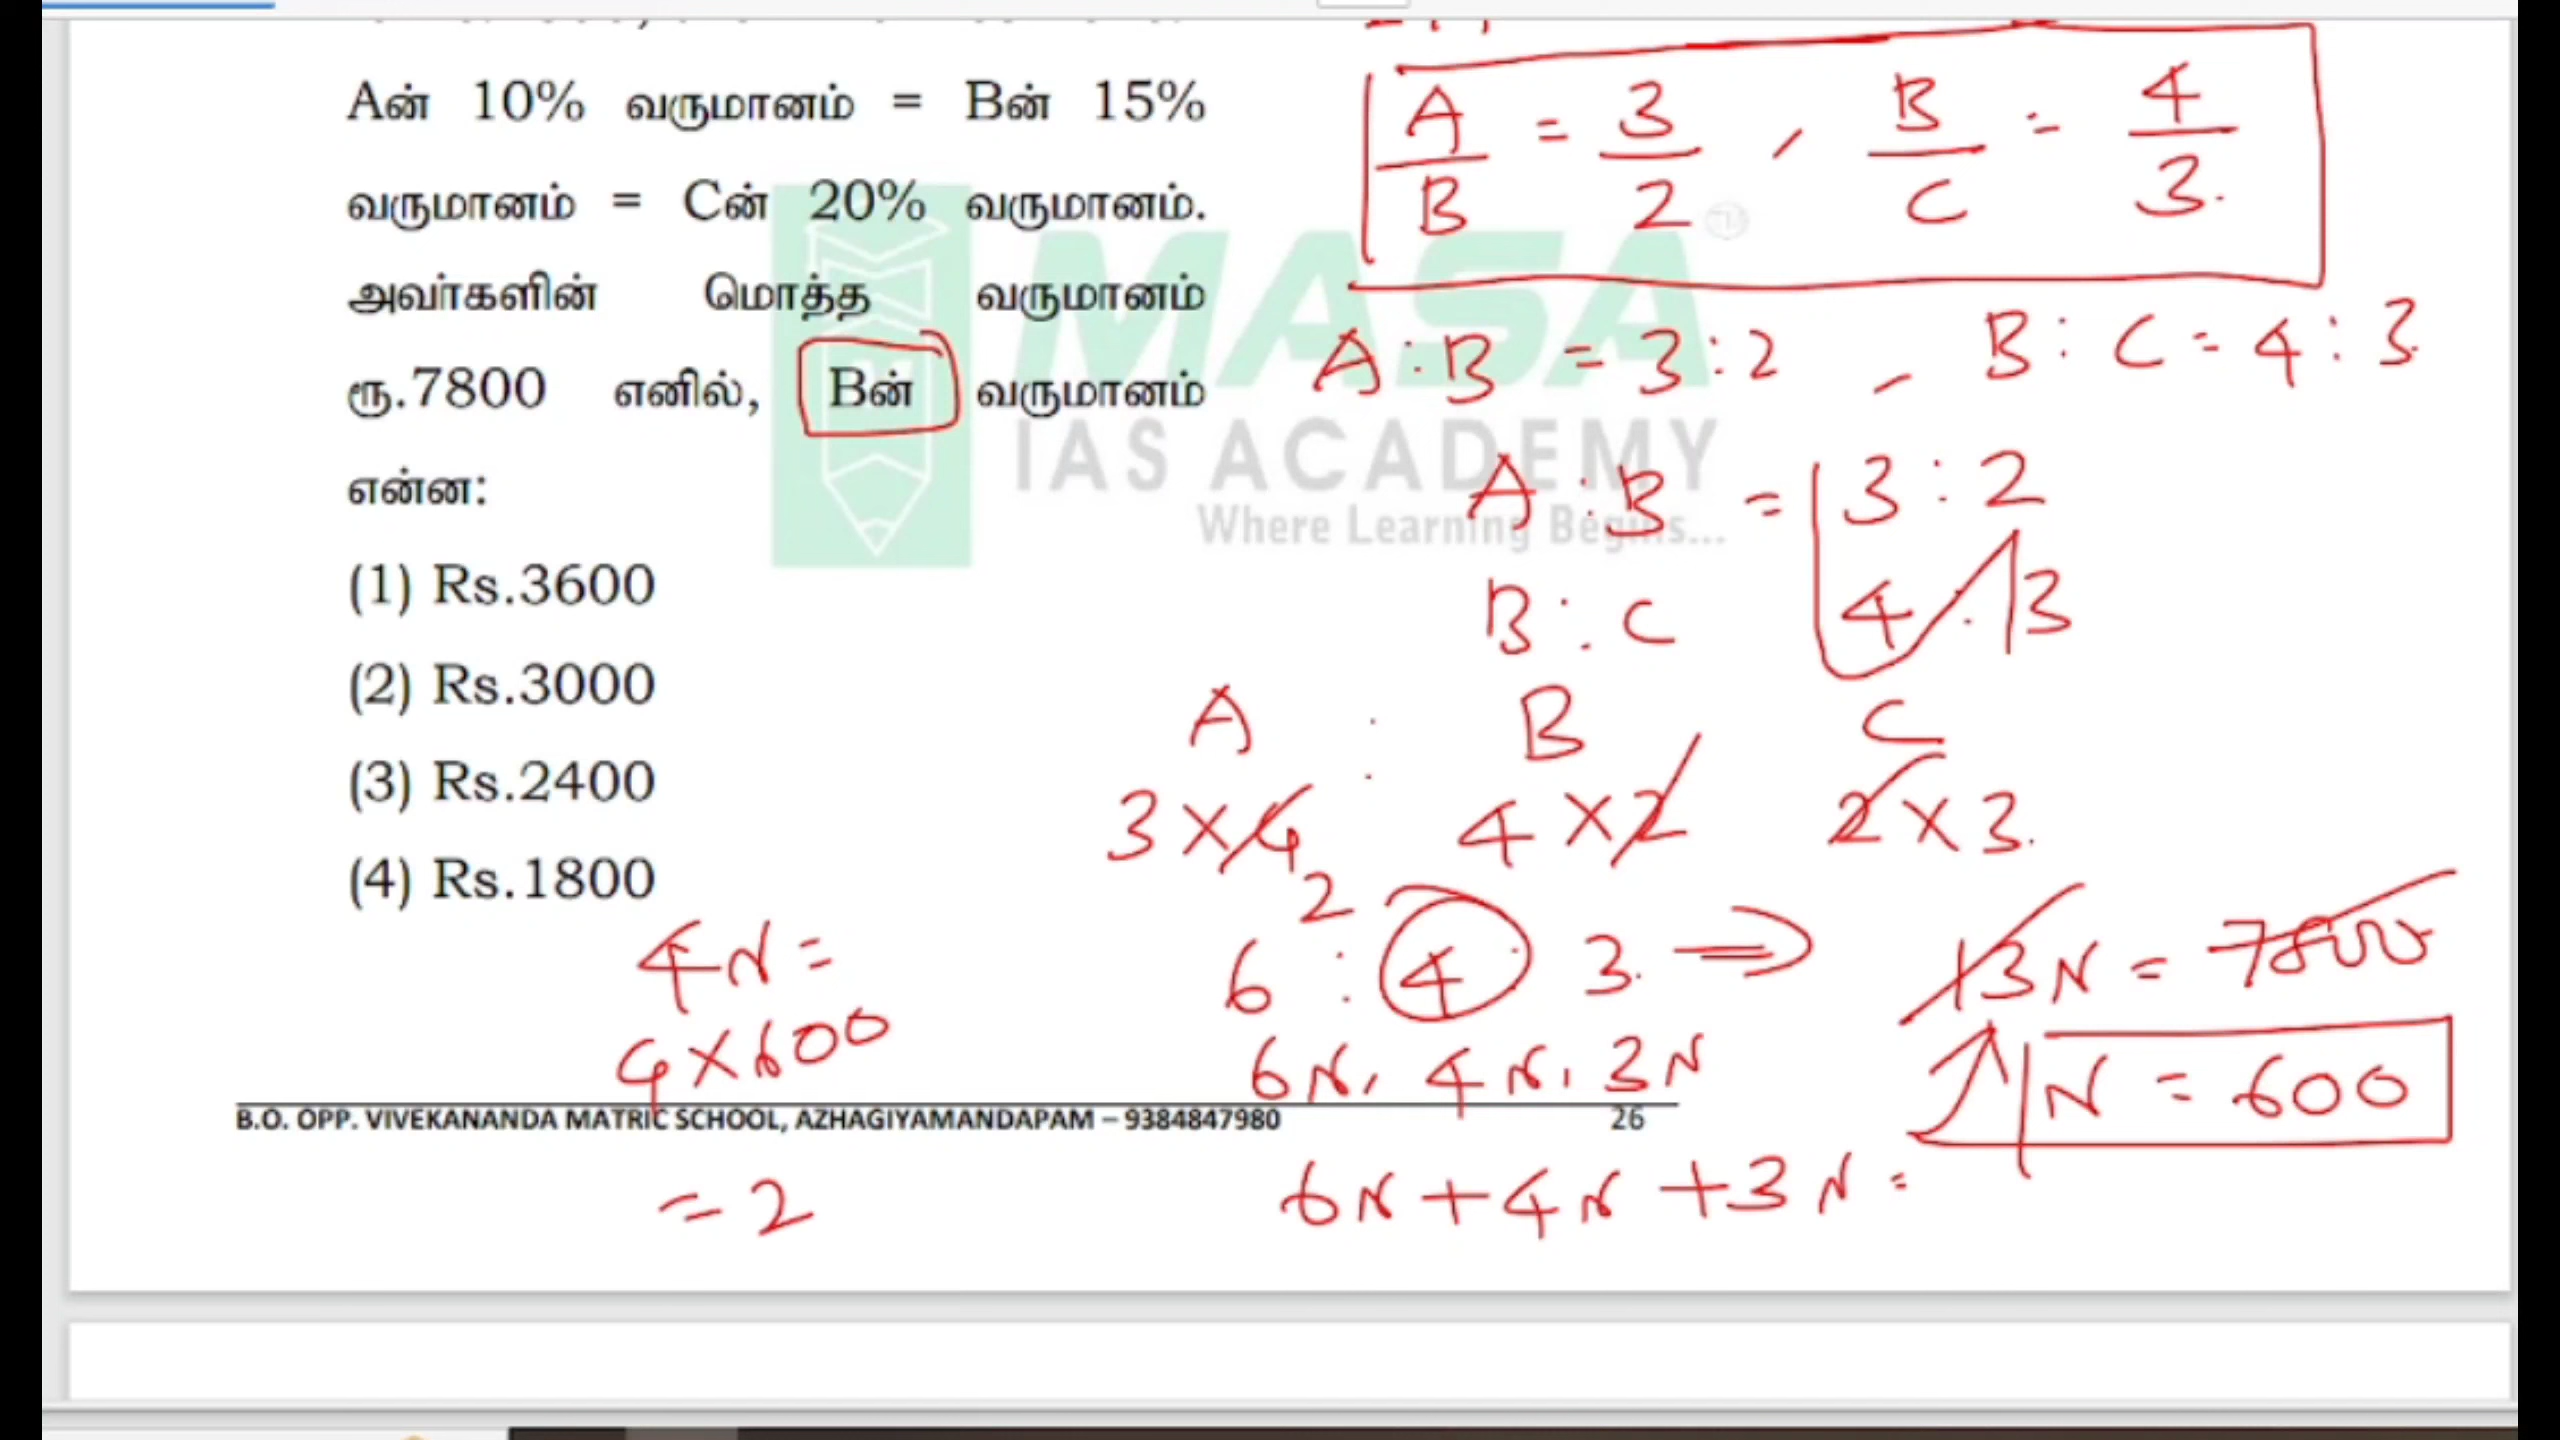 Aன் 10% வருமானம் = Bன் 15%
வருமானம் = Cன் 20% வருமானம்.
அவர்களின் மொத்த வருமானம்
ரூ.7800 எனில், Bன் வருமானம்
என்ன:
(1) Rs.3600
(2) Rs.3000
(3) Rs.2400
(4) Rs.1800
4N =
4×600
= 2
A/B = 3/2 , B/C = 4/3.
A:B = 3:2 , B:C = 4:3
MASA
IAS ACADEMY
Where Learning Begins...
A:B = 3:2
B:C 4:3
A : B C
3×4 4×2 2×3.
2
6 : 4 3. ⇒ 13N = 7800
6N, 4N, 3N N = 600
B.O. OPP. VIVEKANANDA MATRIC SCHOOL, AZHAGIYAMANDAPAM – 9384847980 26
6N+4N+3N =